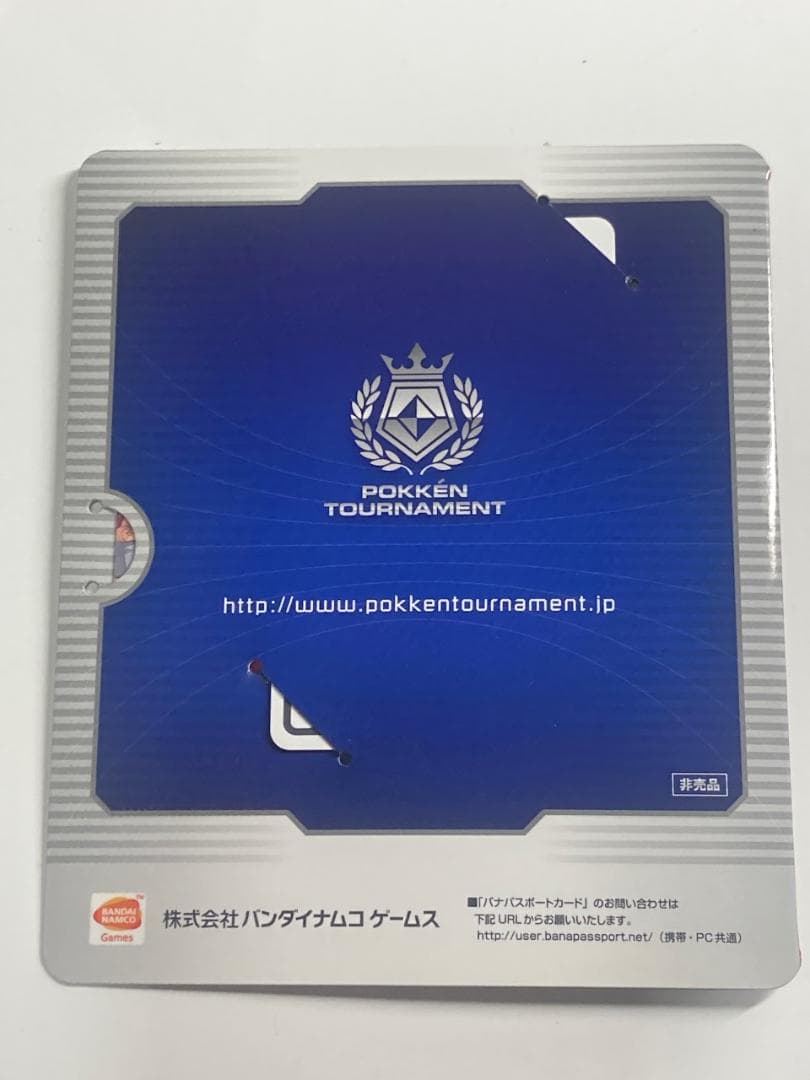 POKKÉN
TOURNAMENT
http://www.pokkentournament.jp
非売品
BANDAI
NAMCO
Games
TM
株式会社 バンダイナムコ ゲームス
■「バナパスポートカード」のお問い合わせは
下記 URLからお願いいたします。
http://user.banapassport.net/（携帯・PC共通）